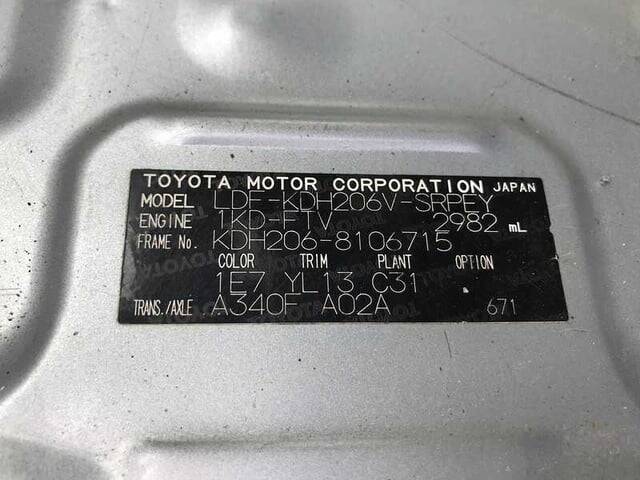 TOYOTA MOTOR CORPORATION JAPAN
MODEL LDF-KDH206V-SRPEY
ENGINE 1KD-FTV 2982 mL
FRAME No. KDH206-8106715
COLOR TRIM PLANT OPTION
1E7 YL13 C31
TRANS./AXLE A340F A02A 671